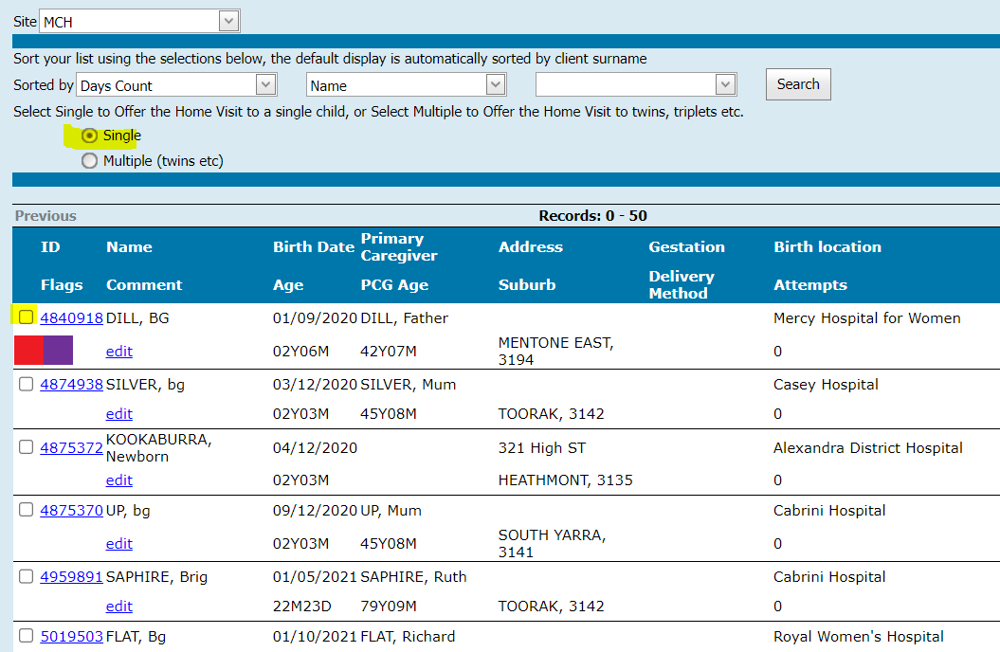 Site MCH
Sort your list using the selections below, the default display is automatically sorted by client surname
Sorted by Days Count Name Search
Select Single to Offer the Home Visit to a single child, or Select Multiple to Offer the Home Visit to twins, triplets etc.
Single
Multiple (twins etc)
Previous Records: 0 - 50
ID Name Birth Date Primary Caregiver Address Gestation Birth location
Flags Comment Age PCG Age Suburb Delivery Method Attempts
4840918 DILL, BG 01/09/2020 DILL, Father Mercy Hospital for Women
edit 02Y06M 42Y07M MENTONE EAST, 3194 0
4874938 SILVER, bg 03/12/2020 SILVER, Mum Casey Hospital
edit 02Y03M 45Y08M TOORAK, 3142 0
4875372 KOOKABURRA, Newborn 04/12/2020 321 High ST Alexandra District Hospital
edit 02Y03M HEATHMONT, 3135 0
4875370 UP, bg 09/12/2020 UP, Mum Cabrini Hospital
edit 02Y03M 45Y08M SOUTH YARRA, 3141 0
4959891 SAPHIRE, Brig 01/05/2021 SAPHIRE, Ruth Cabrini Hospital
edit 22M23D 79Y09M TOORAK, 3142 0
5019503 FLAT, Bg 01/10/2021 FLAT, Richard Royal Women's Hospital